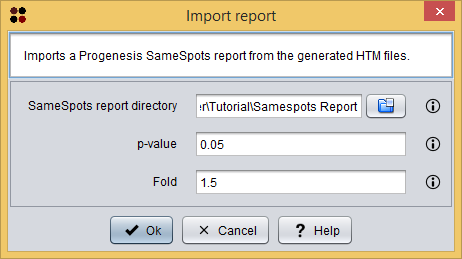 Import report
Imports a Progenesis SameSpots report from the generated HTM files.
SameSpots report directory er\Tutorial\Samespots Report
p-value 0.05
Fold 1.5
Ok Cancel Help